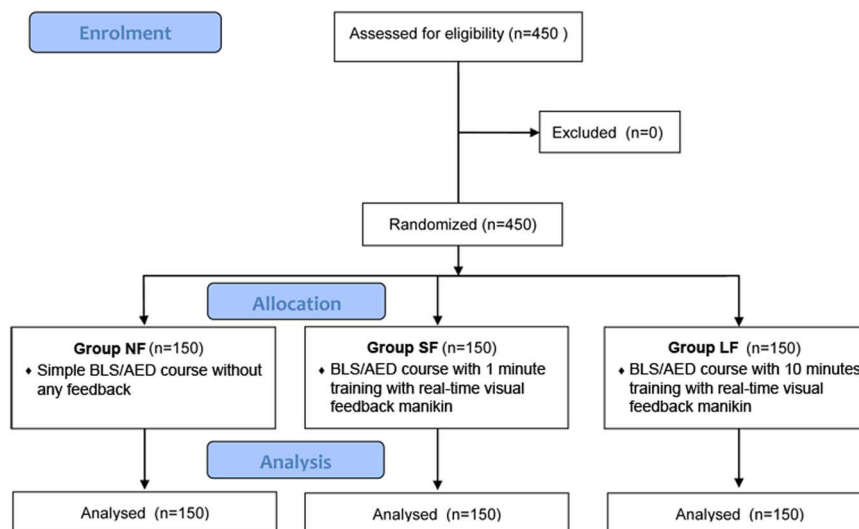 Enrolment
Assessed for eligibility (n=450 )
Excluded (n=0)
Randomized (n=450)
Allocation
Group NF (n=150)
♦ Simple BLS/AED course without
any feedback
Group SF (n=150)
♦ BLS/AED course with 1 minute
training with real-time visual
feedback manikin
Group LF (n=150)
♦ BLS/AED course with 10 minutes
training with real-time visual
feedback manikin
Analysis
Analysed (n=150)
Analysed (n=150)
Analysed (n=150)